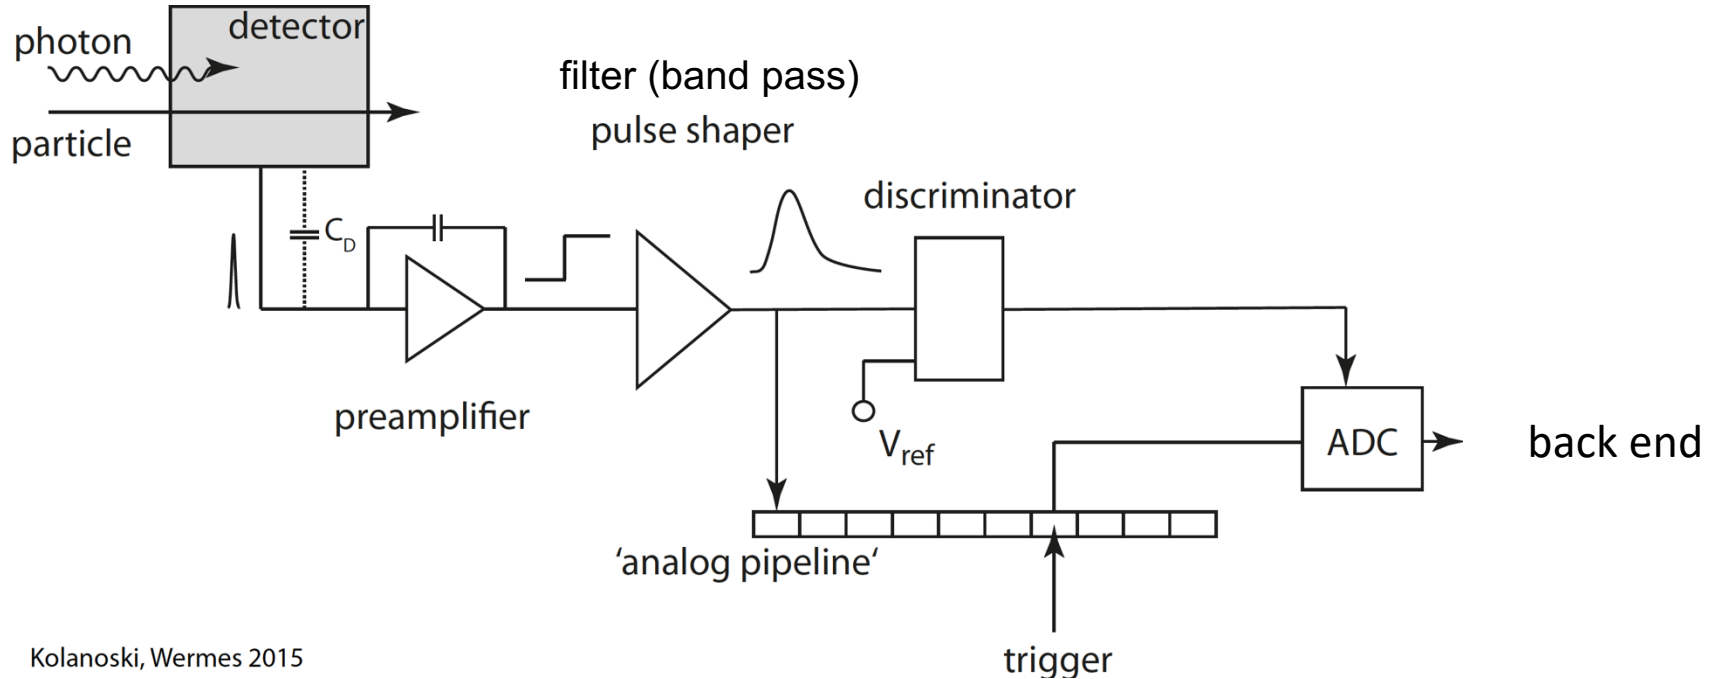 detector
photon
particle
filter (band pass)
pulse shaper
discriminator
C_D
preamplifier
V_ref
ADC
back end
'analog pipeline'
trigger
Kolanoski, Wermes 2015